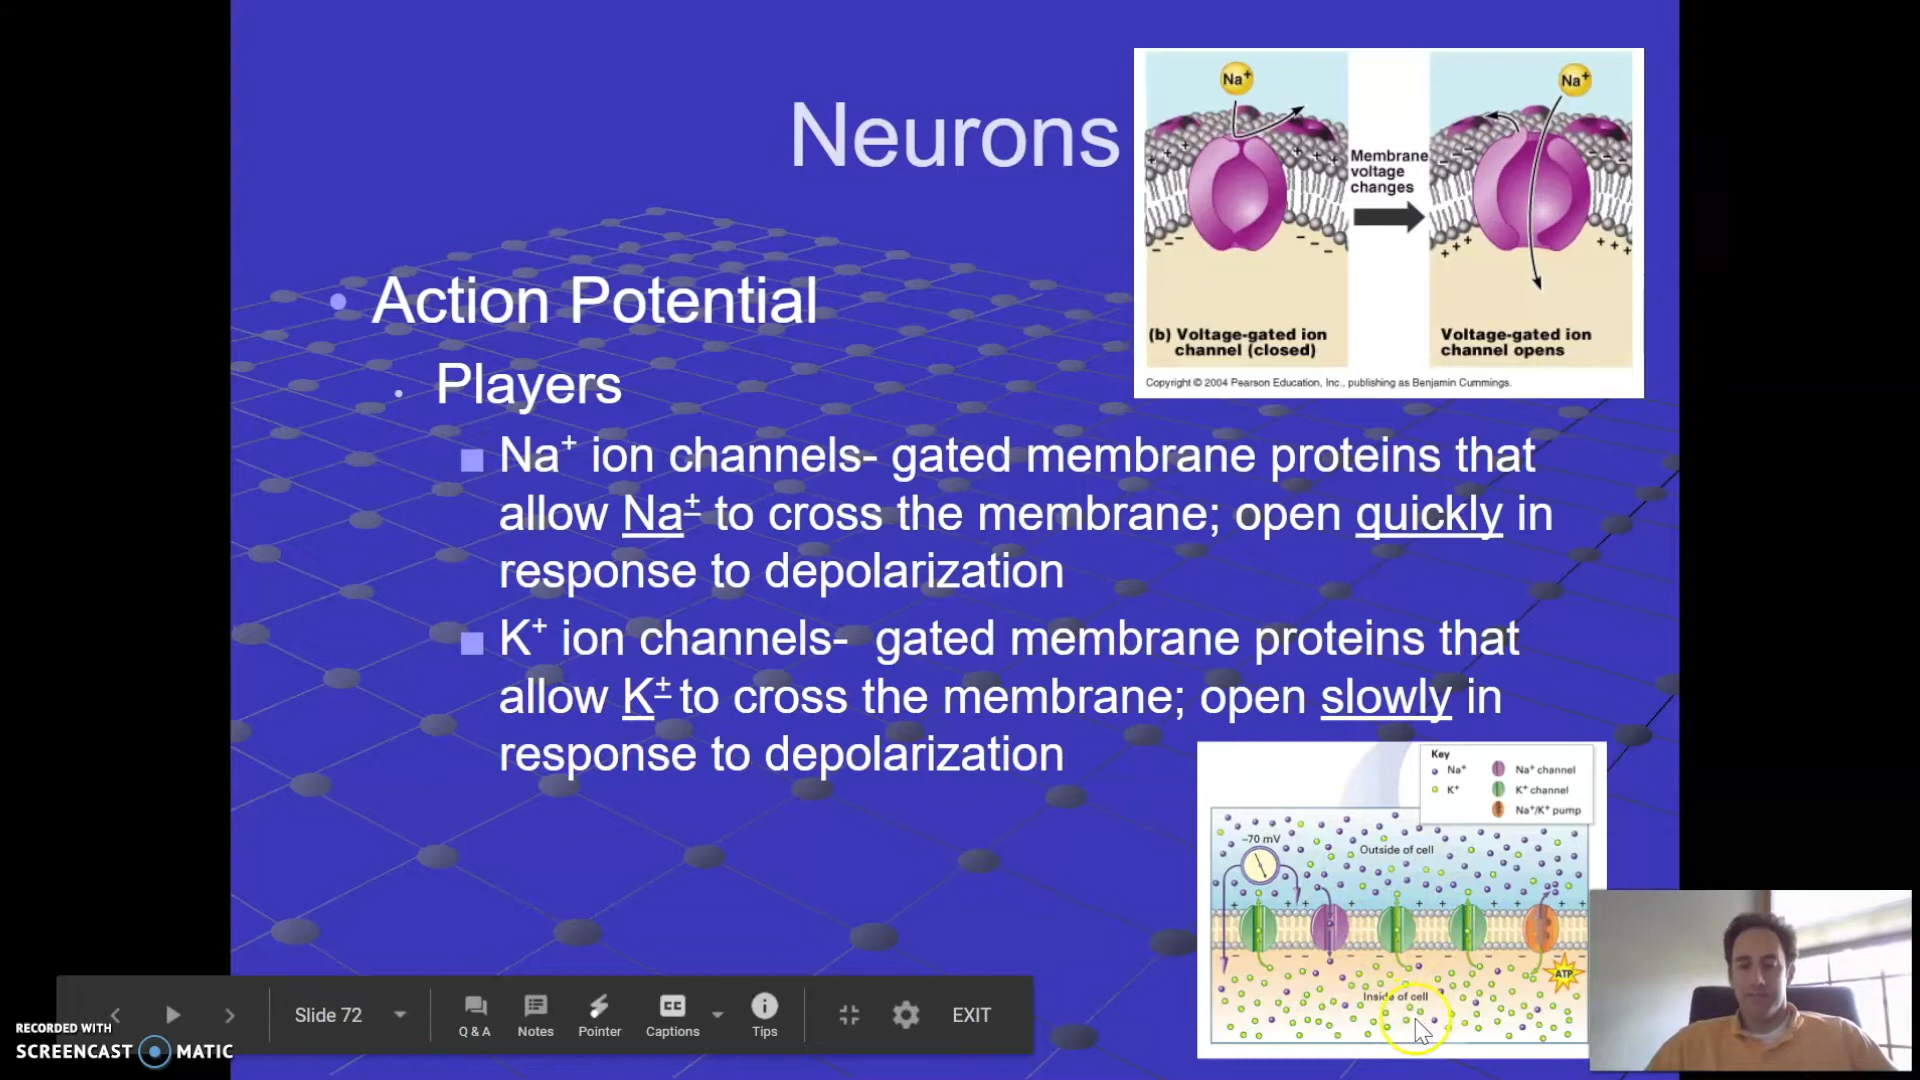 Neurons
Na+
Na+
Membrane
voltage
changes
(b) Voltage-gated ion
channel (closed)
Voltage-gated ion
channel opens
Copyright © 2004 Pearson Education, Inc., publishing as Benjamin Cummings.
• Action Potential
• Players
■ Na+ ion channels- gated membrane proteins that
allow Na+ to cross the membrane; open quickly in
response to depolarization
■ K+ ion channels- gated membrane proteins that
allow K+ to cross the membrane; open slowly in
response to depolarization
Key
Na+
Na+ channel
K+
K+ channel
Na+/K+ pump
–70 mV
Outside of cell
ATP
Inside of cell
Slide 72
Q & A
Notes
Pointer
CC
Captions
Tips
EXIT
RECORDED WITH
SCREENCAST MATIC